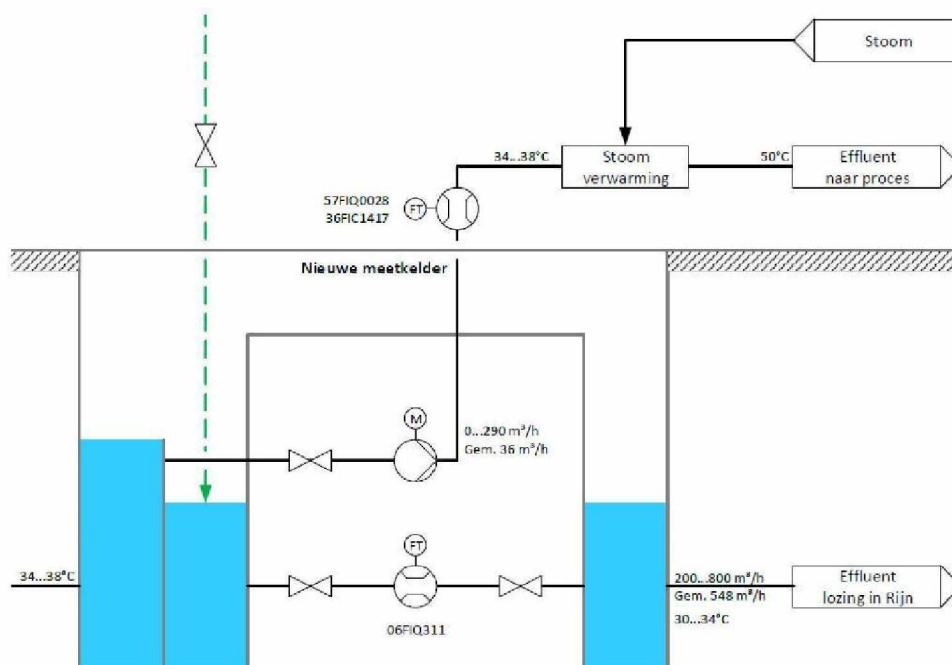 Stoom
34...38°C
Stoom
verwarming
50°C
Effluent
naar proces
57FIQ0028
36FIC1417
FT
Nieuwe meetkelder
M
0...290 m³/h
Gem. 36 m³/h
FT
34...38°C
06FIQ311
200...800 m³/h
Gem. 548 m³/h
30...34°C
Effluent
lozing in Rijn